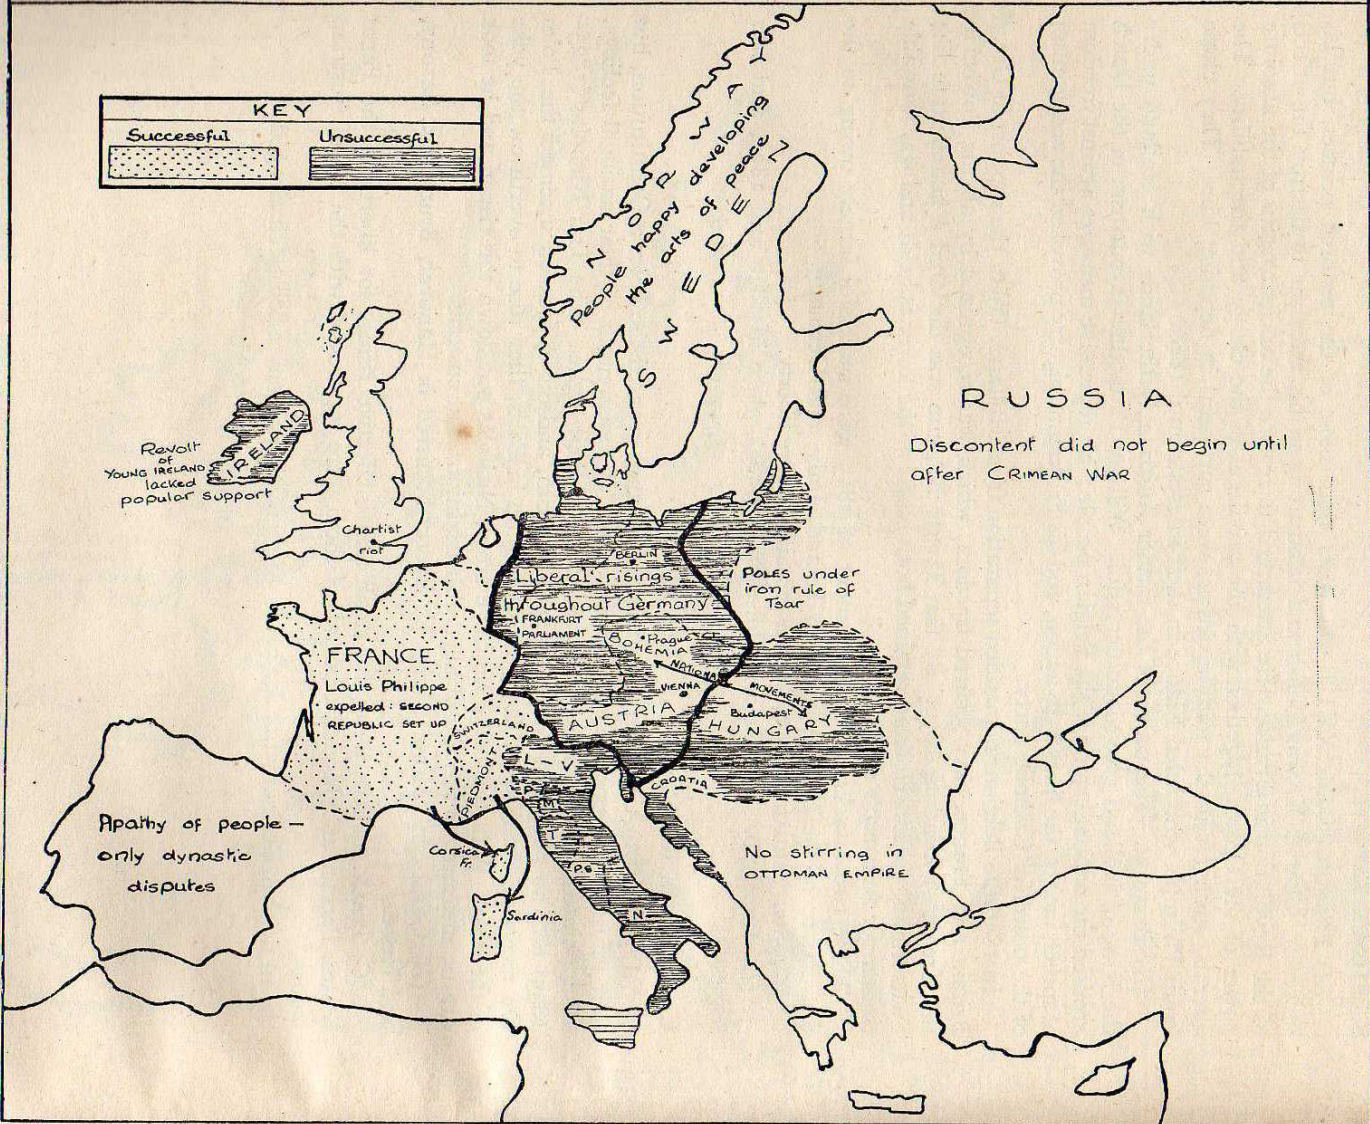 KEY
Successful
Unsuccessful
NORWAY
People happy developing
the arts of peace
SWEDEN
RUSSIA
Discontent did not begin until
after CRIMEAN WAR
IRELAND
Revolt
of
YOUNG IRELAND
lacked
popular support
Chartist
riot
BERLIN
Liberal risings
throughout Germany
FRANKFURT
PARLIAMENT
POLES under
iron rule of
Tsar
BOHEMIA
Prague
NATIONAL MOVEMENTS
VIENNA
AUSTRIA
Budapest
HUNGARY
FRANCE
Louis Philippe
expelled: SECOND
REPUBLIC SET UP
SWITZERLAND
PIEDMONT
L-V
P
M
T
P.S
N
CROATIA
Corsica
Fr.
Sardinia
Apathy of people -
only dynastic
disputes
No stirring in
OTTOMAN EMPIRE